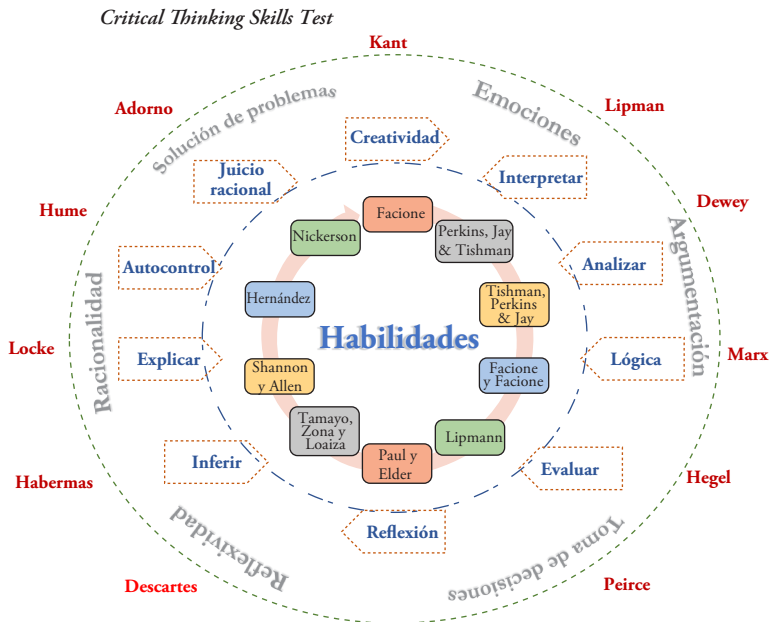 Critical Thinking Skills Test
Kant
Adorno
Lipman
Hume
Dewey
Locke
Marx
Habermas
Hegel
Descartes
Peirce
Solución de problemas
Emociones
Argumentación
Racionalidad
Reflexividad
Toma de decisiones
Creatividad
Juicio
racional
Interpretar
Autocontrol
Analizar
Explicar
Lógica
Inferir
Evaluar
Reflexión
Facione
Nickerson
Perkins, Jay
& Tishman
Hernández
Tishman,
Perkins
& Jay
Habilidades
Shannon
y Allen
Facione
y Facione
Tamayo,
Zona y
Loaiza
Lipmann
Paul y
Elder